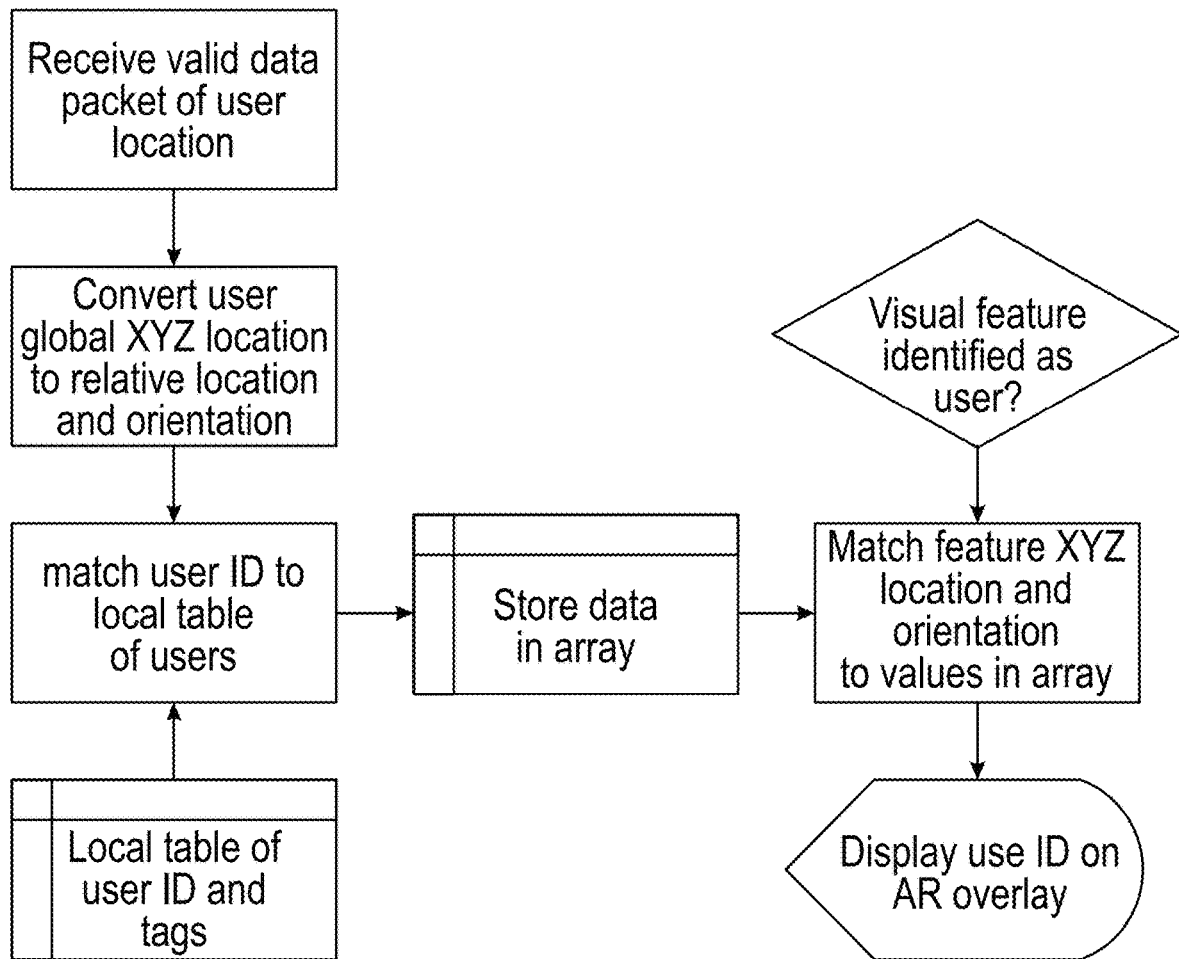 Receive valid data
packet of user
location
Convert user
global XYZ location
to relative location
and orientation
match user ID to
local table
of users
Local table of
user ID and
tags
Store data
in array
Visual feature
identified as
user?
Match feature XYZ
location and
orientation
to values in array
Display use ID on
AR overlay